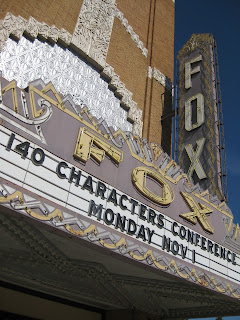 FOX
FOX
140 CHARACTERS CONFERENCE
MONDAY NOV 1